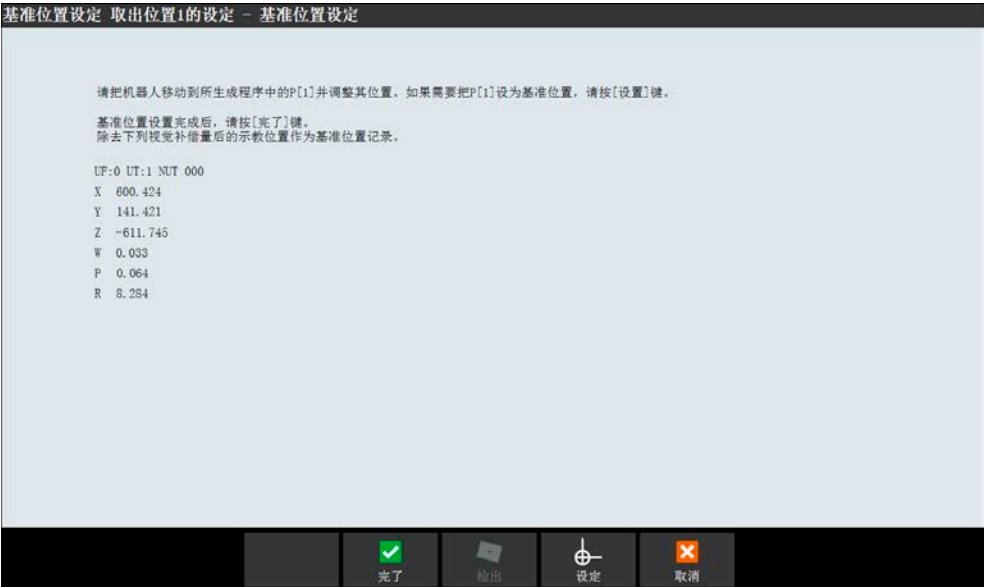 基准位置设定 取出位置1的设定 - 基准位置设定
请把机器人移动到所生成程序中的P[1]并调整其位置。如果需要把P[1]设为基准位置，请按[设置]键。
基准位置设置完成后，请按[完了]键。
除去下列视觉补偿量后的示教位置作为基准位置记录。
UF:0 UT:1 NUT 000
X 600.424
Y 141.421
Z -611.745
W 0.033
P 0.064
R 8.284
完了 检出 设定 取消